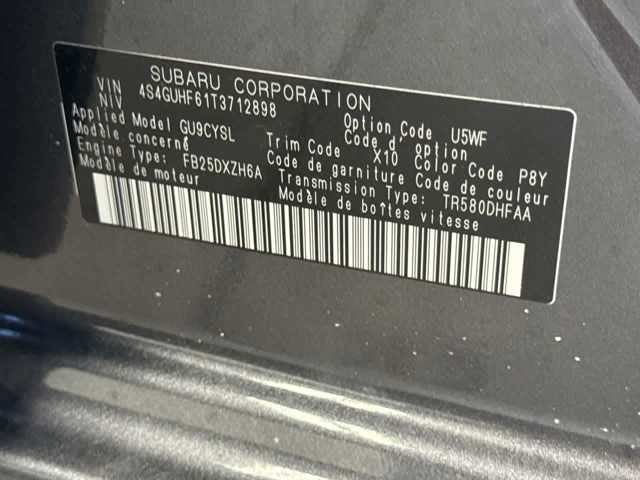 SUBARU CORPORATION
VIN
NIV 4S4GUHF61T3712898
Applied Model GU9CYSL
Modèle concerné
Option Code U5WF
Code d'option
Trim Code X10 Color Code P8Y
Code de garniture Code de couleur
Engine Type: FB25DXZH6A
Modèle de moteur
Transmission Type: TR580DHFAA
Modèle de boîtes vitesse